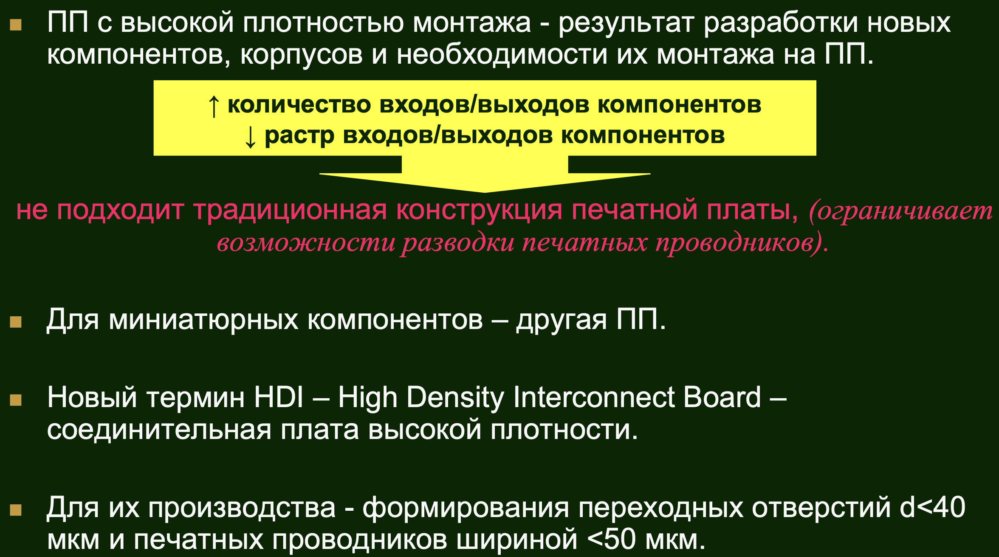 ПП с высокой плотностью монтажа - результат разработки новых
компонентов, корпусов и необходимости их монтажа на ПП.
↑ количество входов/выходов компонентов
↓ растр входов/выходов компонентов
не подходит традиционная конструкция печатной платы, (ограничивает
возможности разводки печатных проводников).
Для миниатюрных компонентов – другая ПП.
Новый термин HDI – High Density Interconnect Board –
соединительная плата высокой плотности.
Для их производства - формирования переходных отверстий d<40
мкм и печатных проводников шириной <50 мкм.